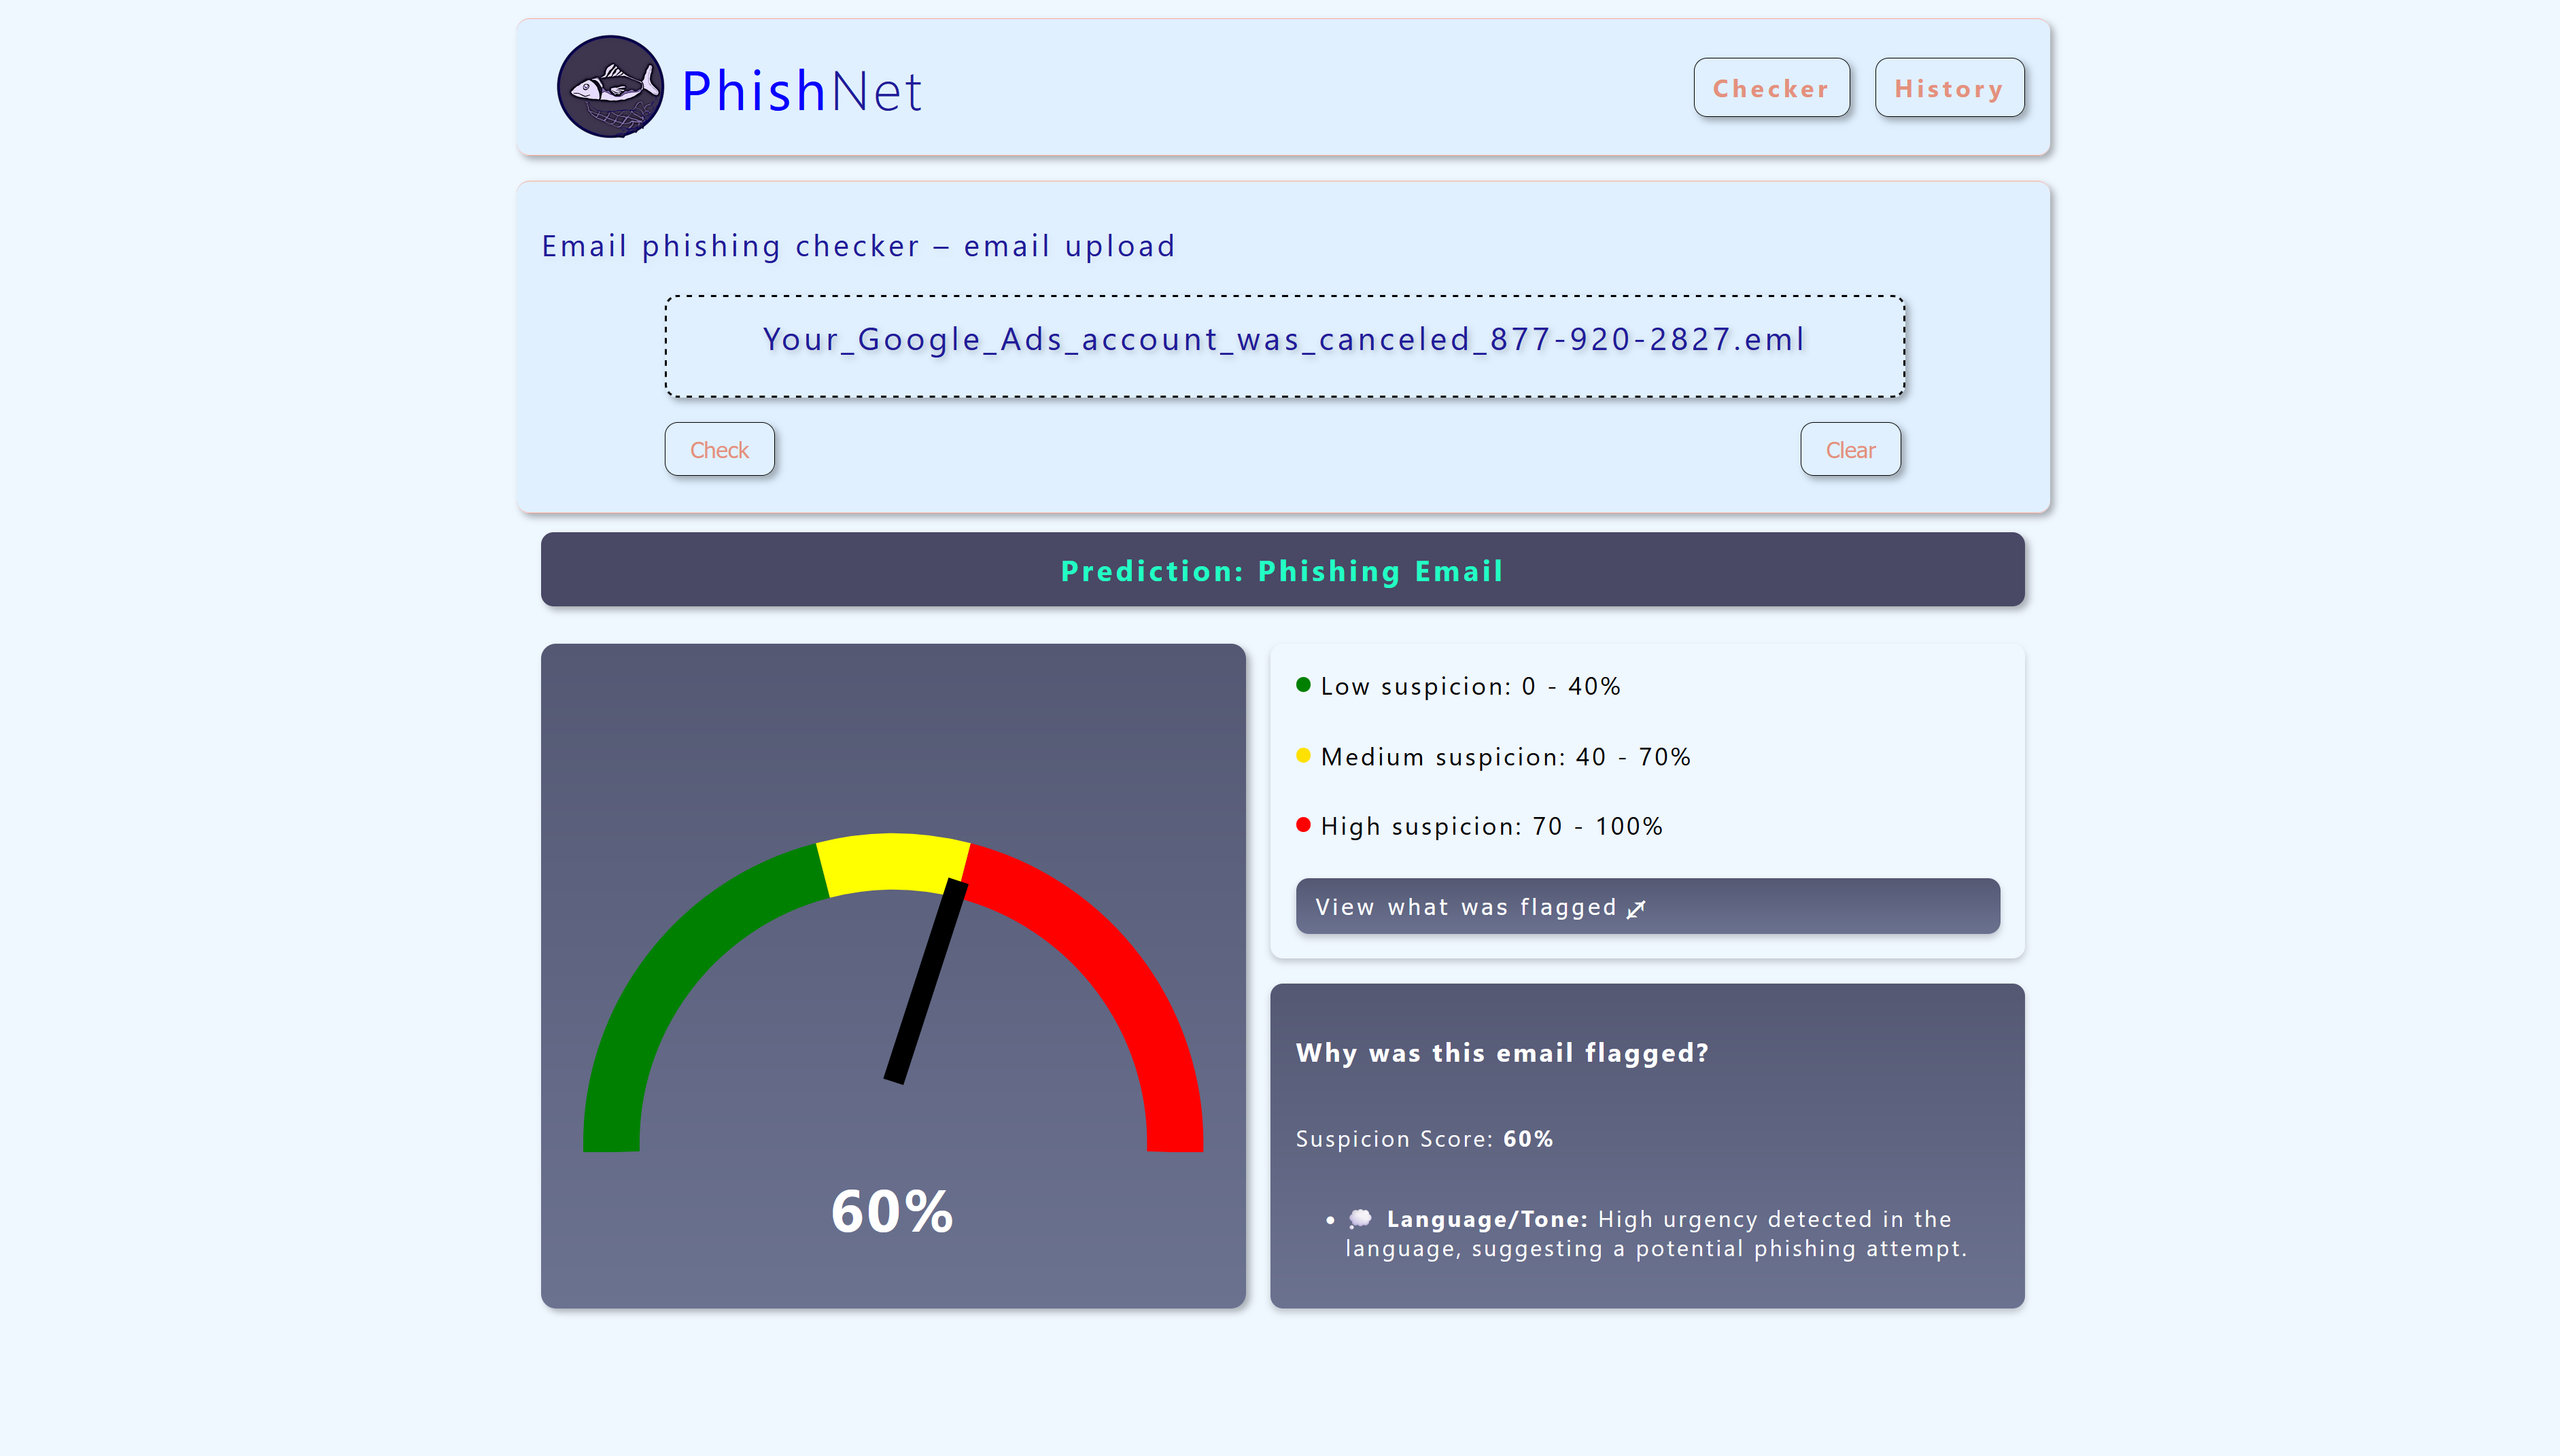 PhishNet
Checker
History
Email phishing checker – email upload
Your_Google_Ads_account_was_canceled_877-920-2827.eml
Check
Clear
Prediction: Phishing Email
Low suspicion: 0 - 40%
Medium suspicion: 40 - 70%
High suspicion: 70 - 100%
View what was flagged
60%
Why was this email flagged?
Suspicion Score: 60%
Language/Tone: High urgency detected in the
language, suggesting a potential phishing attempt.